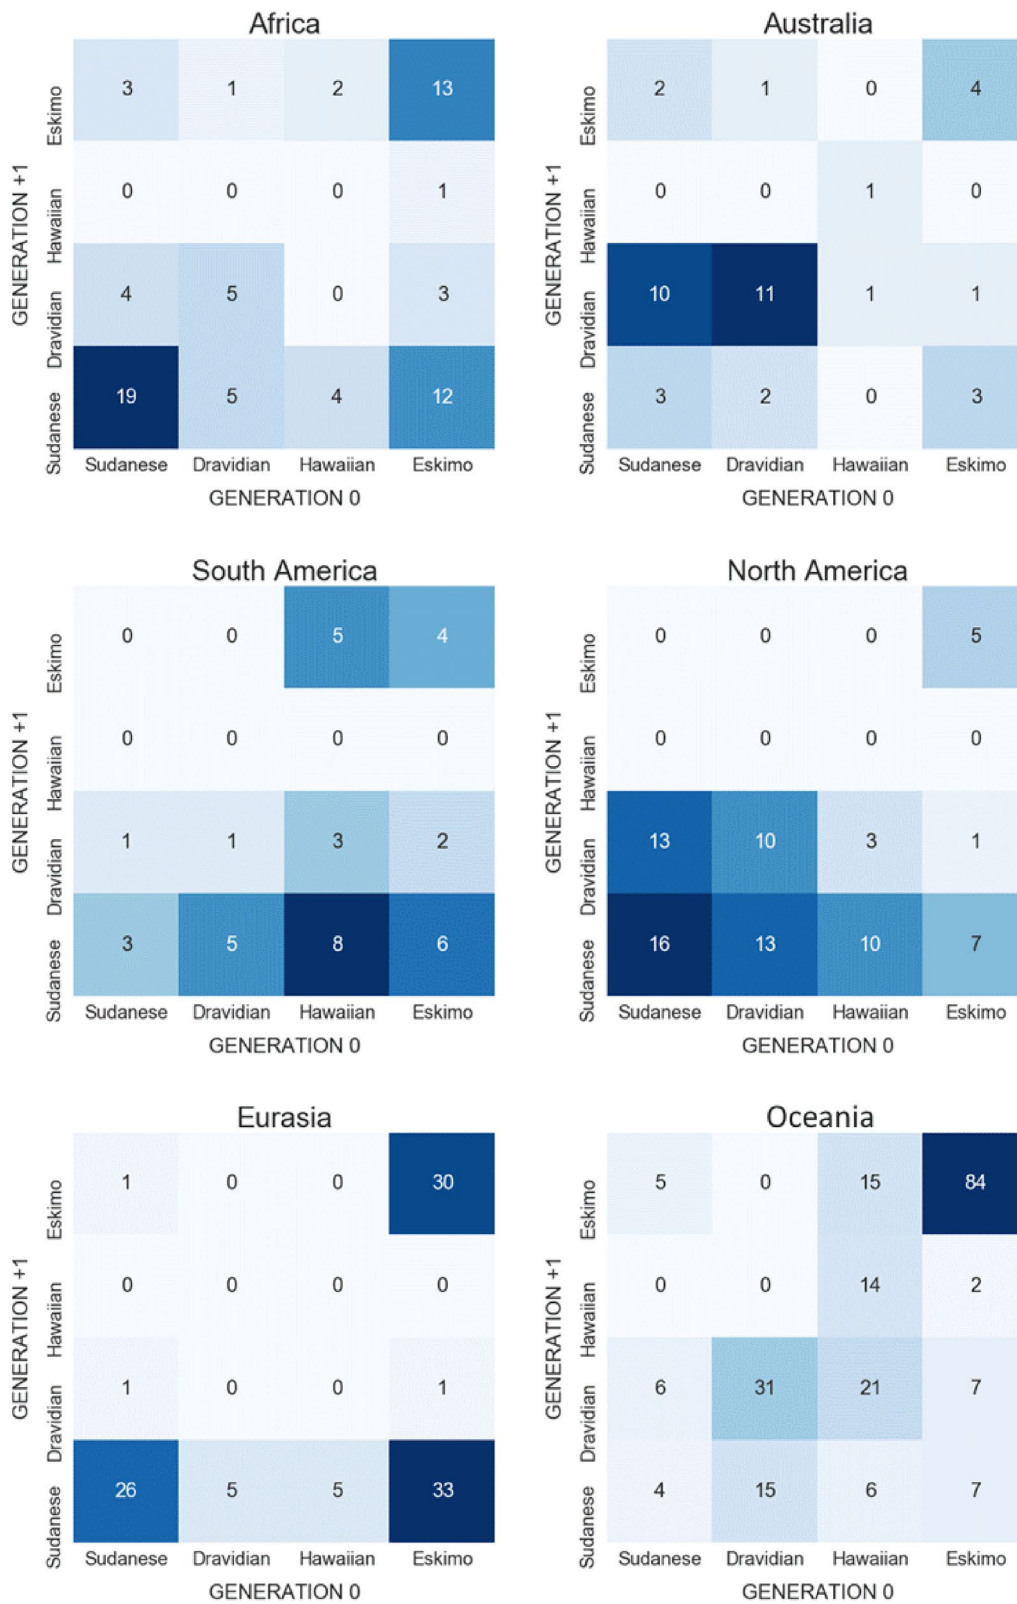 Africa
Eskimo 3 1 2 13
Hawaiian 0 0 0 1
Dravidian 4 5 0 3
Sudanese 19 5 4 12
GENERATION +1
Sudanese Dravidian Hawaiian Eskimo
GENERATION 0
Australia
Eskimo 2 1 0 4
Hawaiian 0 0 1 0
Dravidian 10 11 1 1
Sudanese 3 2 0 3
GENERATION +1
Sudanese Dravidian Hawaiian Eskimo
GENERATION 0
South America
Eskimo 0 0 5 4
Hawaiian 0 0 0 0
Dravidian 1 1 3 2
Sudanese 3 5 8 6
GENERATION +1
Sudanese Dravidian Hawaiian Eskimo
GENERATION 0
North America
Eskimo 0 0 0 5
Hawaiian 0 0 0 0
Dravidian 13 10 3 1
Sudanese 16 13 10 7
GENERATION +1
Sudanese Dravidian Hawaiian Eskimo
GENERATION 0
Eurasia
Eskimo 1 0 0 30
Hawaiian 0 0 0 0
Dravidian 1 0 0 1
Sudanese 26 5 5 33
GENERATION +1
Sudanese Dravidian Hawaiian Eskimo
GENERATION 0
Oceania
Eskimo 5 0 15 84
Hawaiian 0 0 14 2
Dravidian 6 31 21 7
Sudanese 4 15 6 7
GENERATION +1
Sudanese Dravidian Hawaiian Eskimo
GENERATION 0